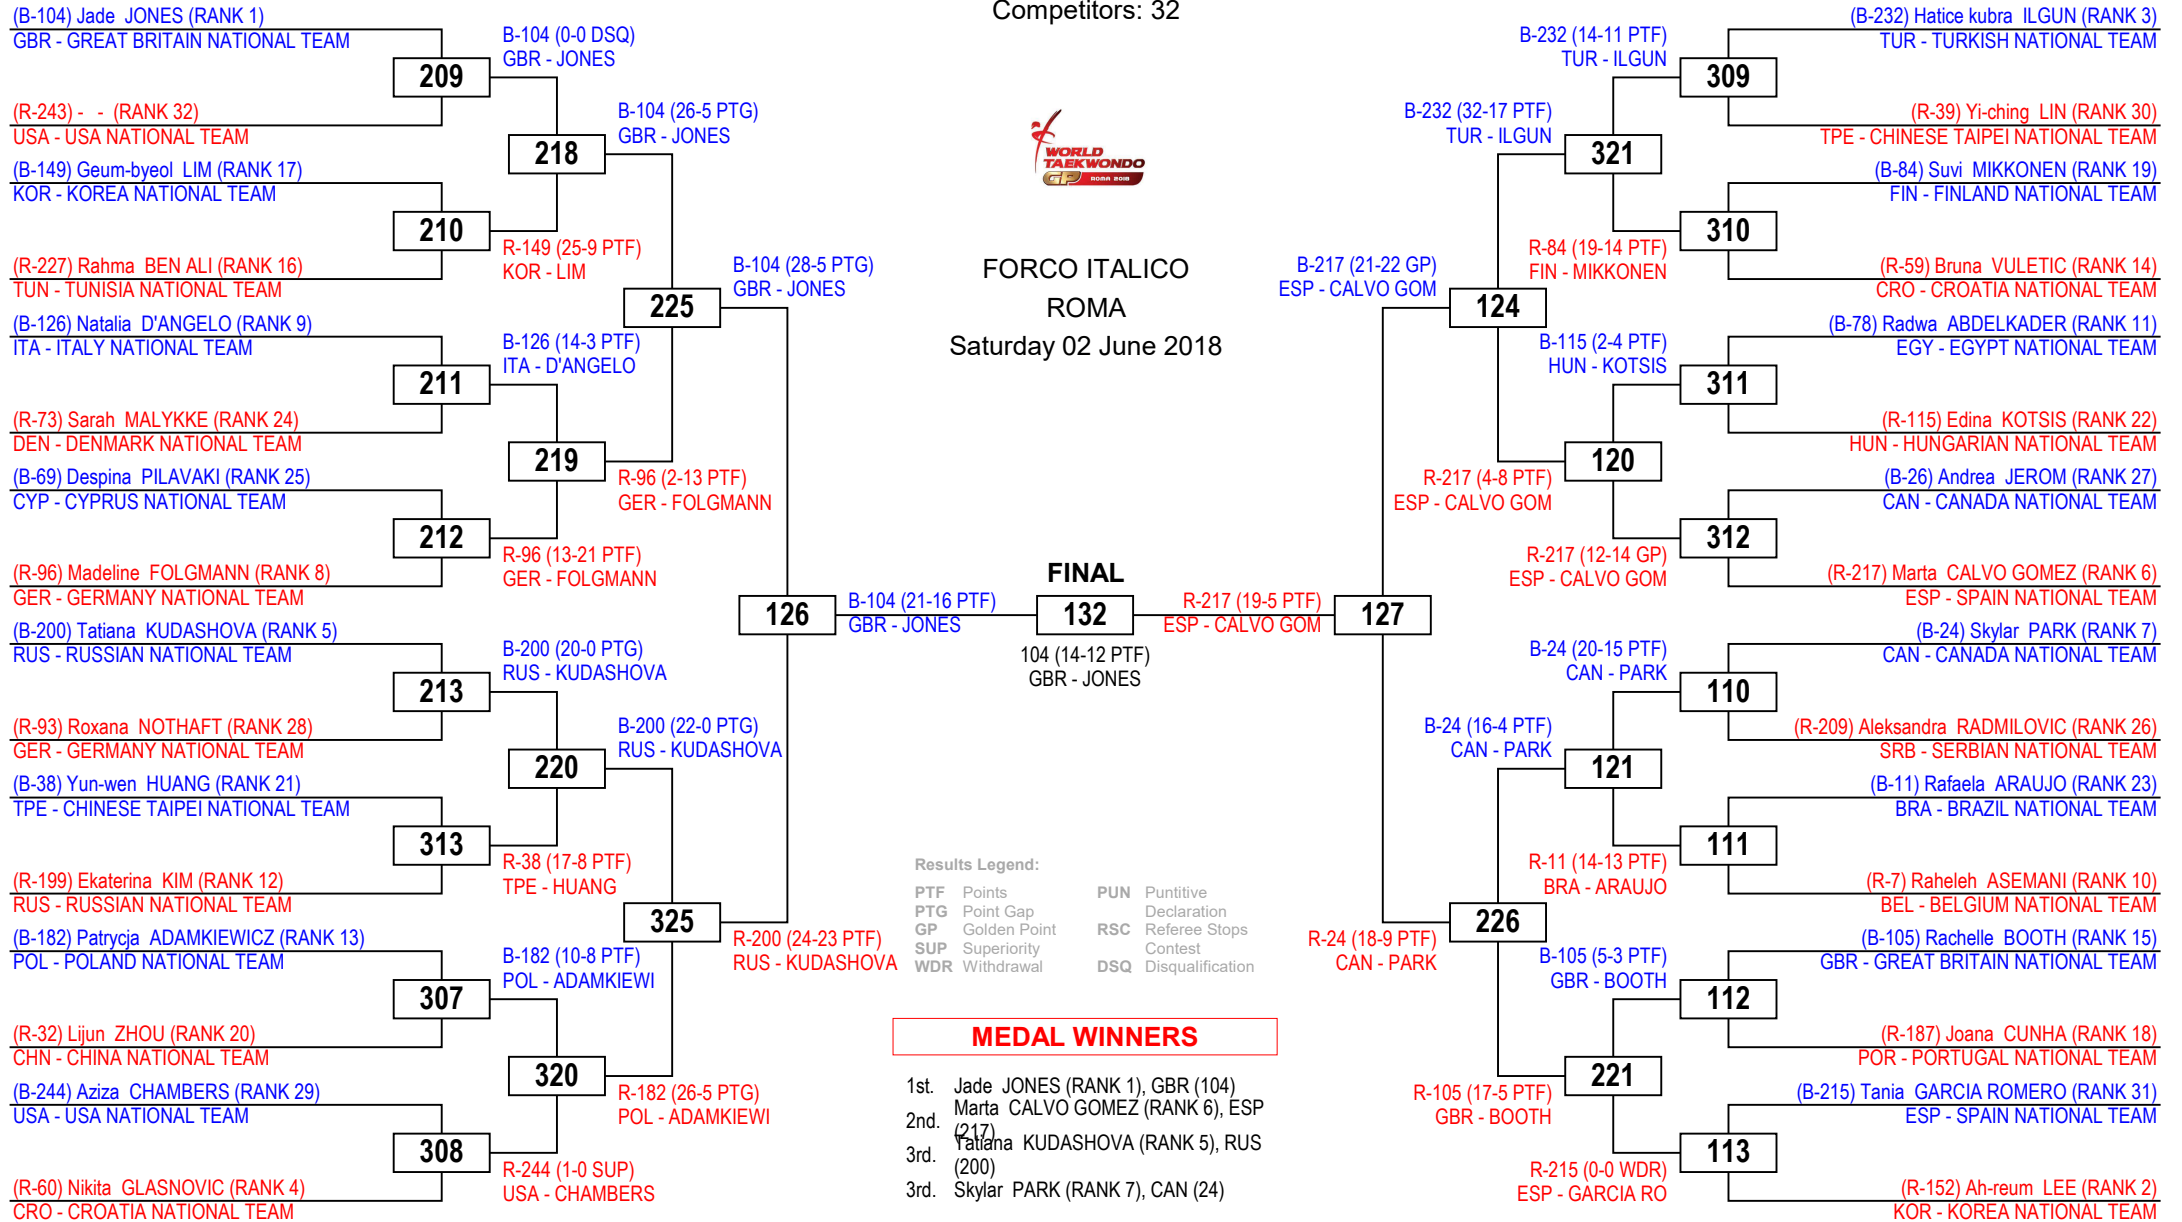 Competitors: 32
WORLD
TAEKWONDO
GP ROMA 2018
FORCO ITALICO
ROMA
Saturday 02 June 2018
(B-104) Jade JONES (RANK 1)
GBR - GREAT BRITAIN NATIONAL TEAM
209
(R-243) - - (RANK 32)
USA - USA NATIONAL TEAM
(B-149) Geum-byeol LIM (RANK 17)
KOR - KOREA NATIONAL TEAM
210
(R-227) Rahma BEN ALI (RANK 16)
TUN - TUNISIA NATIONAL TEAM
(B-126) Natalia D'ANGELO (RANK 9)
ITA - ITALY NATIONAL TEAM
211
(R-73) Sarah MALYKKE (RANK 24)
DEN - DENMARK NATIONAL TEAM
(B-69) Despina PILAVAKI (RANK 25)
CYP - CYPRUS NATIONAL TEAM
212
(R-96) Madeline FOLGMANN (RANK 8)
GER - GERMANY NATIONAL TEAM
(B-200) Tatiana KUDASHOVA (RANK 5)
RUS - RUSSIAN NATIONAL TEAM
213
(R-93) Roxana NOTHAFT (RANK 28)
GER - GERMANY NATIONAL TEAM
(B-38) Yun-wen HUANG (RANK 21)
TPE - CHINESE TAIPEI NATIONAL TEAM
313
(R-199) Ekaterina KIM (RANK 12)
RUS - RUSSIAN NATIONAL TEAM
(B-182) Patrycja ADAMKIEWICZ (RANK 13)
POL - POLAND NATIONAL TEAM
307
(R-32) Lijun ZHOU (RANK 20)
CHN - CHINA NATIONAL TEAM
(B-244) Aziza CHAMBERS (RANK 29)
USA - USA NATIONAL TEAM
308
(R-60) Nikita GLASNOVIC (RANK 4)
CRO - CROATIA NATIONAL TEAM
B-104 (0-0 DSQ)
GBR - JONES
218
R-149 (25-9 PTF)
KOR - LIM
B-126 (14-3 PTF)
ITA - D'ANGELO
219
R-96 (13-21 PTF)
GER - FOLGMANN
B-200 (20-0 PTG)
RUS - KUDASHOVA
220
R-38 (17-8 PTF)
TPE - HUANG
B-182 (10-8 PTF)
POL - ADAMKIEWI
320
R-244 (1-0 SUP)
USA - CHAMBERS
B-104 (26-5 PTG)
GBR - JONES
225
R-96 (2-13 PTF)
GER - FOLGMANN
B-200 (22-0 PTG)
RUS - KUDASHOVA
325
R-182 (26-5 PTG)
POL - ADAMKIEWI
B-104 (28-5 PTG)
GBR - JONES
126
R-200 (24-23 PTF)
RUS - KUDASHOVA
B-104 (21-16 PTF)
GBR - JONES
FINAL
132
104 (14-12 PTF)
GBR - JONES
R-217 (19-5 PTF)
ESP - CALVO GOM
B-217 (21-22 GP)
ESP - CALVO GOM
127
R-24 (18-9 PTF)
CAN - PARK
B-232 (32-17 PTF)
TUR - ILGUN
124
R-217 (4-8 PTF)
ESP - CALVO GOM
B-24 (16-4 PTF)
CAN - PARK
226
R-105 (17-5 PTF)
GBR - BOOTH
B-232 (14-11 PTF)
TUR - ILGUN
321
R-84 (19-14 PTF)
FIN - MIKKONEN
B-115 (2-4 PTF)
HUN - KOTSIS
120
R-217 (12-14 GP)
ESP - CALVO GOM
B-24 (20-15 PTF)
CAN - PARK
121
R-11 (14-13 PTF)
BRA - ARAUJO
B-105 (5-3 PTF)
GBR - BOOTH
221
R-215 (0-0 WDR)
ESP - GARCIA RO
(B-232) Hatice kubra ILGUN (RANK 3)
TUR - TURKISH NATIONAL TEAM
309
(R-39) Yi-ching LIN (RANK 30)
TPE - CHINESE TAIPEI NATIONAL TEAM
(B-84) Suvi MIKKONEN (RANK 19)
FIN - FINLAND NATIONAL TEAM
310
(R-59) Bruna VULETIC (RANK 14)
CRO - CROATIA NATIONAL TEAM
(B-78) Radwa ABDELKADER (RANK 11)
EGY - EGYPT NATIONAL TEAM
311
(R-115) Edina KOTSIS (RANK 22)
HUN - HUNGARIAN NATIONAL TEAM
(B-26) Andrea JEROM (RANK 27)
CAN - CANADA NATIONAL TEAM
312
(R-217) Marta CALVO GOMEZ (RANK 6)
ESP - SPAIN NATIONAL TEAM
(B-24) Skylar PARK (RANK 7)
CAN - CANADA NATIONAL TEAM
110
(R-209) Aleksandra RADMILOVIC (RANK 26)
SRB - SERBIAN NATIONAL TEAM
(B-11) Rafaela ARAUJO (RANK 23)
BRA - BRAZIL NATIONAL TEAM
111
(R-7) Raheleh ASEMANI (RANK 10)
BEL - BELGIUM NATIONAL TEAM
(B-105) Rachelle BOOTH (RANK 15)
GBR - GREAT BRITAIN NATIONAL TEAM
112
(R-187) Joana CUNHA (RANK 18)
POR - PORTUGAL NATIONAL TEAM
(B-215) Tania GARCIA ROMERO (RANK 31)
ESP - SPAIN NATIONAL TEAM
113
(R-152) Ah-reum LEE (RANK 2)
KOR - KOREA NATIONAL TEAM
Results Legend:
PTF Points PUN Puntitive
PTG Point Gap Declaration
GP Golden Point RSC Referee Stops
SUP Superiority Contest
WDR Withdrawal DSQ Disqualification
MEDAL WINNERS
1st. Jade JONES (RANK 1), GBR (104)
2nd. Marta CALVO GOMEZ (RANK 6), ESP
(217)
3rd. Tatiana KUDASHOVA (RANK 5), RUS
(200)
3rd. Skylar PARK (RANK 7), CAN (24)